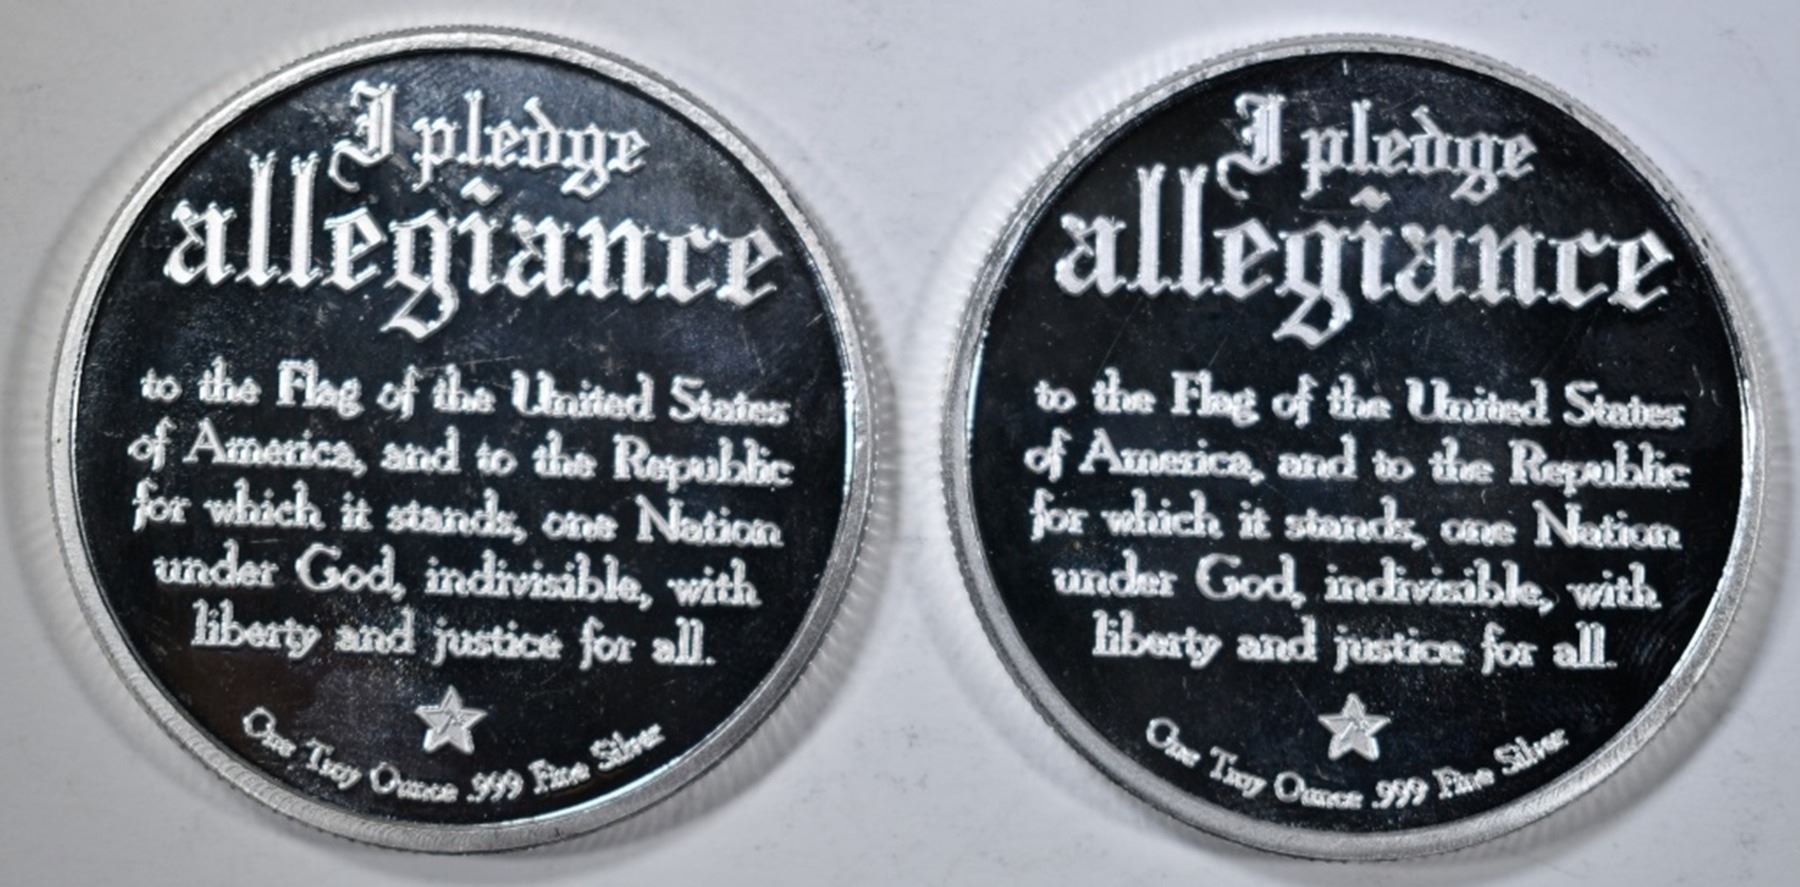 I pledge
allegiance
to the Flag of the United States
of America, and to the Republic
for which it stands, one Nation
under God, indivisible, with
liberty and justice for all.
One Troy Ounce .999 Fine Silver
I pledge
allegiance
to the Flag of the United States
of America, and to the Republic
for which it stands, one Nation
under God, indivisible, with
liberty and justice for all.
One Troy Ounce .999 Fine Silver